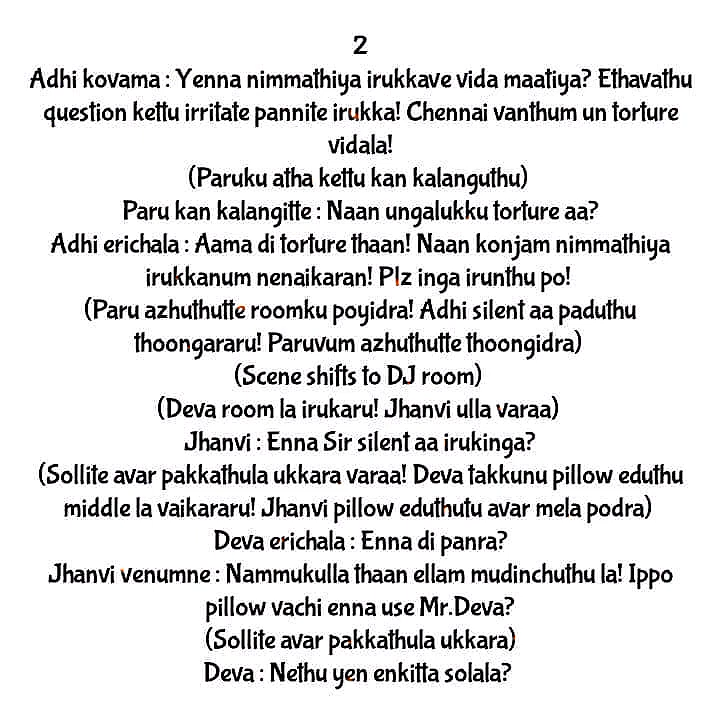 2
Adhi kovama : Yenna nimmathiya irukkave vida maatiya? Ethavathu
question kettu irritate pannite irukka! Chennai vanthum un torture
vidala!
(Paruku atha kettu kan kalanguthu)
Paru kan kalangitte : Naan ungalukku torture aa?
Adhi erichala : Aama di torture thaan! Naan konjam nimmathiya
irukkanum nenaikaran! Plz inga irunthu po!
(Paru azhuthutte roomku poyidra! Adhi silent aa paduthu
thoongararu! Paruvum azhuthutte thoongidra)
(Scene shifts to DJ room)
(Deva room la irukaru! Jhanvi ulla varaa)
Jhanvi : Enna Sir silent aa irukinga?
(Sollite avar pakkathula ukkara varaa! Deva takkunu pillow eduthu
middle la vaikararu! Jhanvi pillow eduthutu avar mela podra)
Deva erichala : Enna di panra?
Jhanvi venumne : Nammukulla thaan ellam mudinchuthu la! Ippo
pillow vachi enna use Mr.Deva?
(Sollite avar pakkathula ukkara)
Deva : Nethu yen enkitta solala?